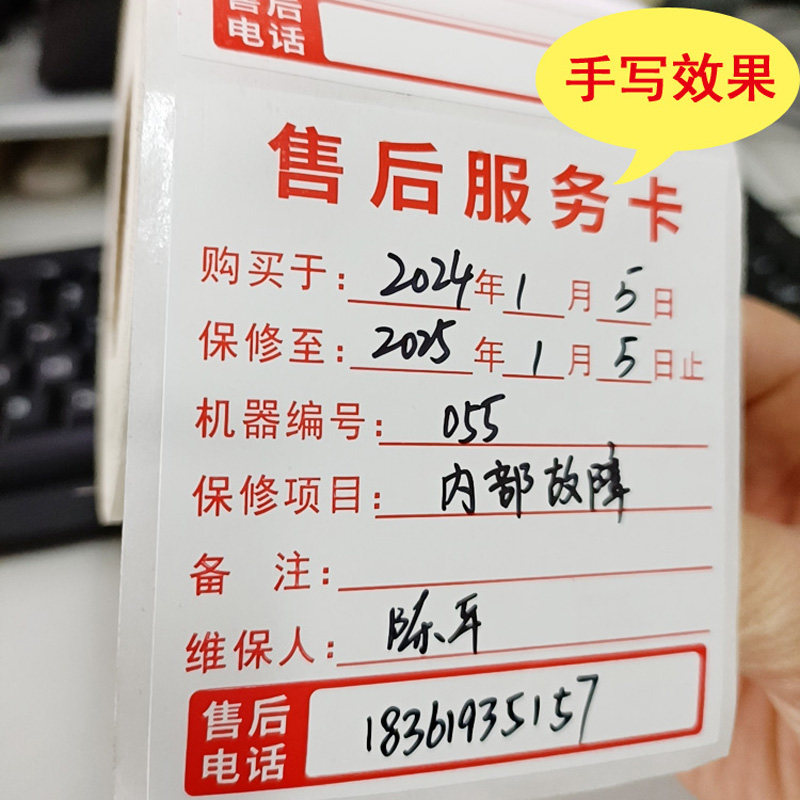 售后
电话
手写效果
售后服务卡
购买于：2024年1月5日
保修至：2025年1月5日止
机器编号：055
保修项目：内部故障
备 注：
维保人：陈军
售后
电话 18361935157